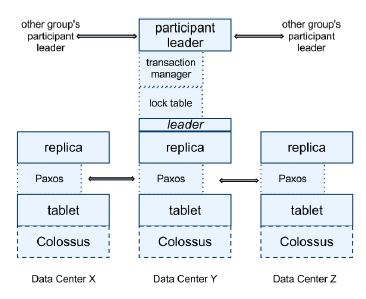 other group's
participant
leader
participant
leader
other group's
participant
leader
transaction
manager
lock table
leader
replica
replica
replica
Paxos
Paxos
Paxos
tablet
tablet
tablet
Colossus
Colossus
Colossus
Data Center X
Data Center Y
Data Center Z